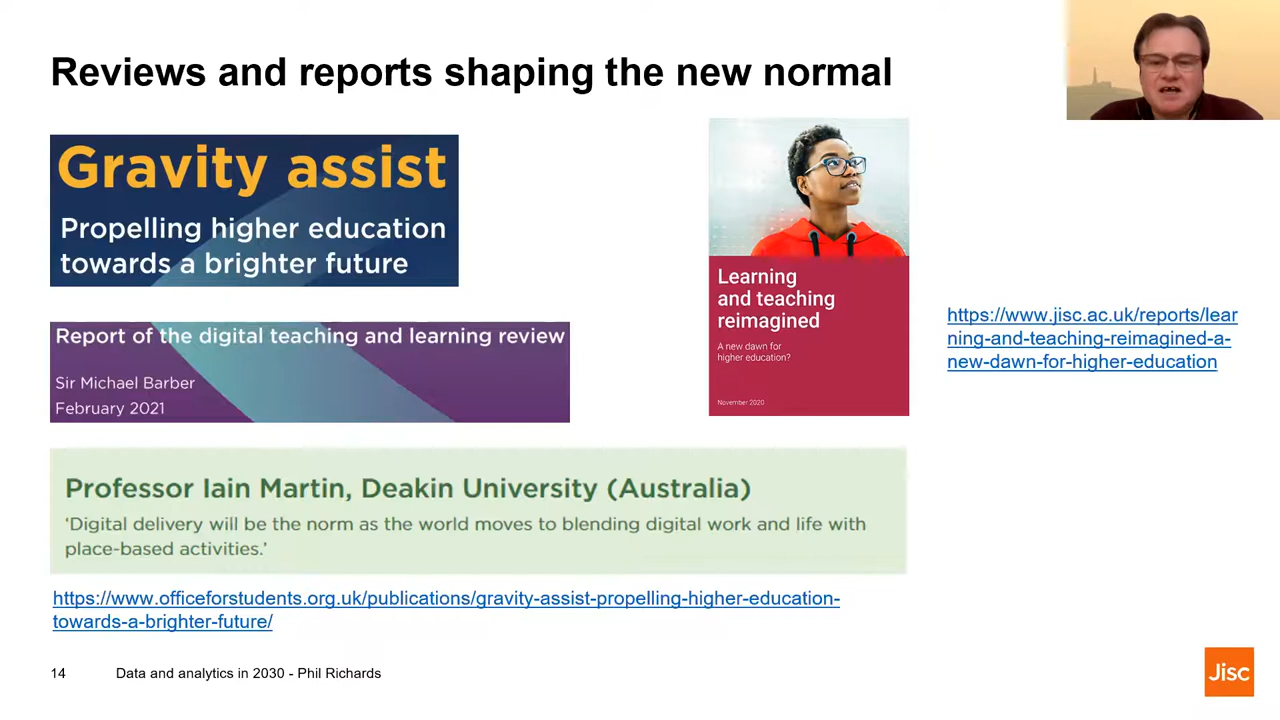 Reviews and reports shaping the new normal
Gravity assist
Propelling higher education
towards a brighter future
Report of the digital teaching and learning review
Sir Michael Barber
February 2021
Learning
and teaching
reimagined
A new dawn for
higher education?
November 2020
https://www.jisc.ac.uk/reports/lear
ning-and-teaching-reimagined-a-
new-dawn-for-higher-education
Professor Iain Martin, Deakin University (Australia)
‘Digital delivery will be the norm as the world moves to blending digital work and life with
place-based activities.’
https://www.officeforstudents.org.uk/publications/gravity-assist-propelling-higher-education-
towards-a-brighter-future/
14 Data and analytics in 2030 - Phil Richards
Jisc